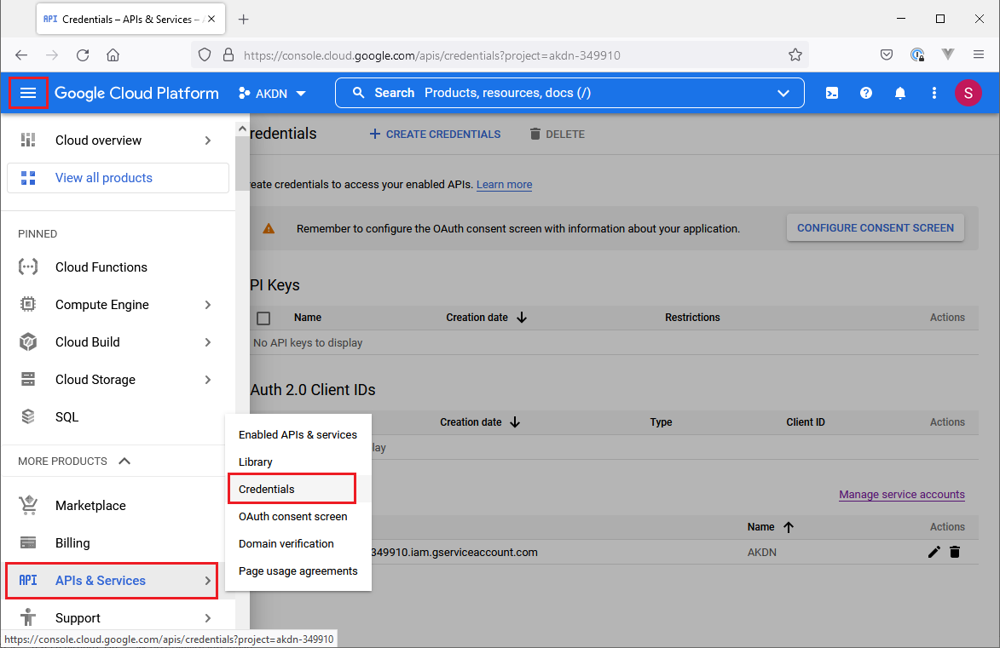 API Credentials – APIs & Services –
https://console.cloud.google.com/apis/credentials?project=akdn-349910
Google Cloud Platform
AKDN
Search Products, resources, docs (/)
S
Cloud overview
View all products
PINNED
Cloud Functions
Compute Engine
Cloud Build
Cloud Storage
SQL
MORE PRODUCTS
Marketplace
Billing
API APIs & Services
Support
Enabled APIs & services
Library
Credentials
OAuth consent screen
Domain verification
Page usage agreements
redentials
CREATE CREDENTIALS
DELETE
reate credentials to access your enabled APIs. Learn more
Remember to configure the OAuth consent screen with information about your application.
CONFIGURE CONSENT SCREEN
PI Keys
Name Creation date Restrictions Actions
No API keys to display
Auth 2.0 Client IDs
Creation date Type Client ID Actions
lay
Manage service accounts
Name Actions
349910.iam.gserviceaccount.com AKDN
https://console.cloud.google.com/apis/credentials?project=akdn-349910